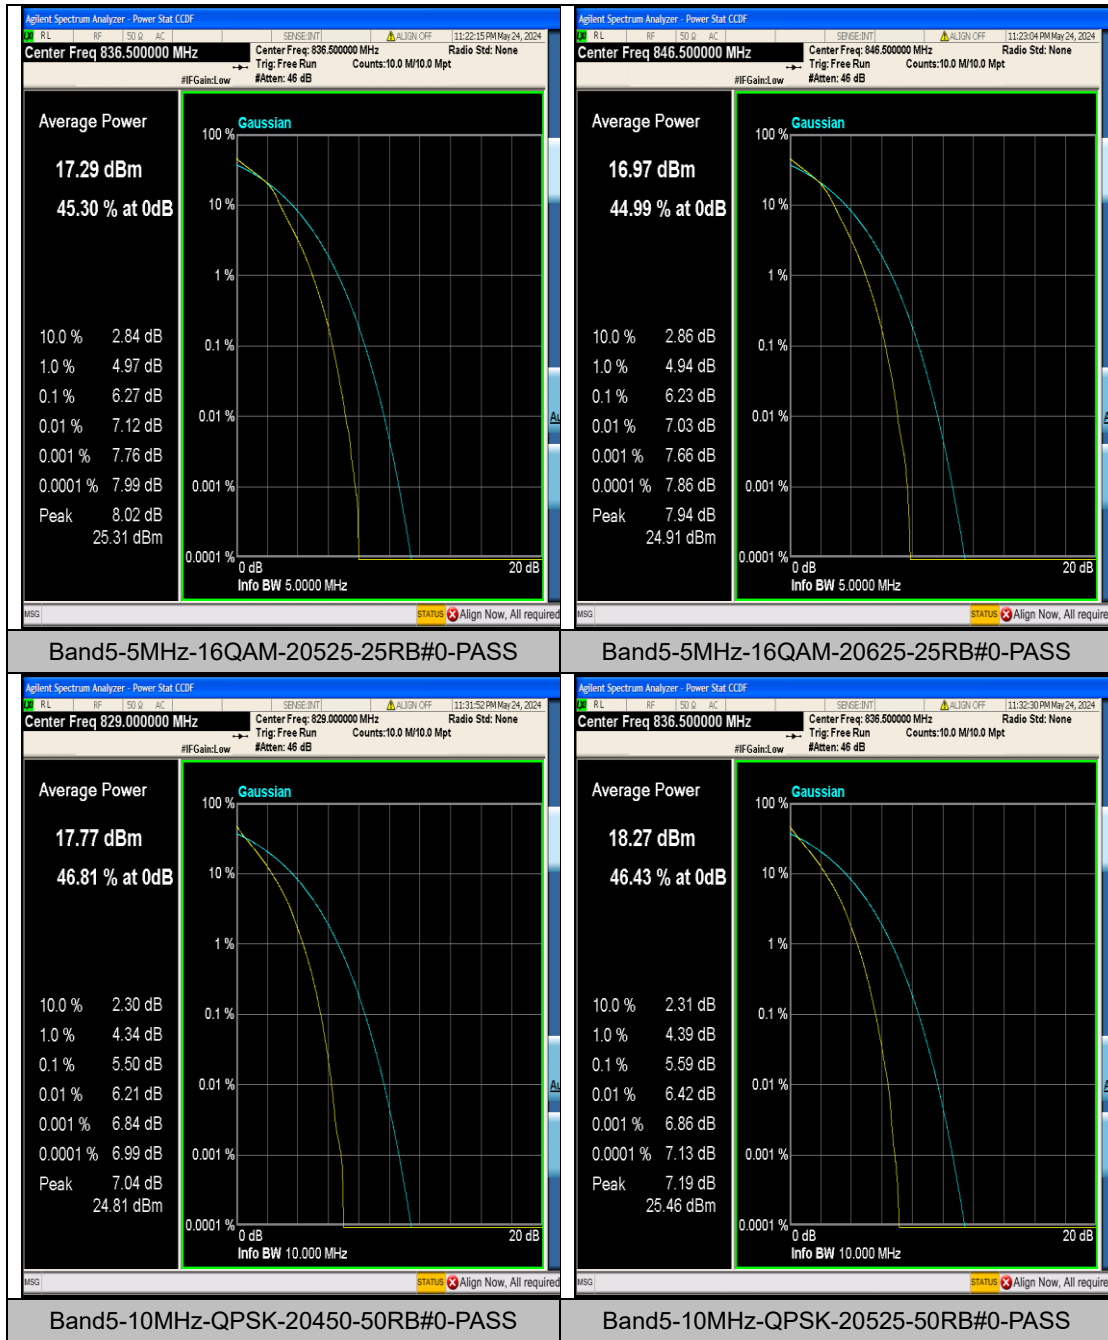 Agilent Spectrum Analyzer - Power Stat CCDF
RL RF 50 Ω AC SENSE:INT ALIGN OFF 11:22:15 PM May 24, 2024
Center Freq 836.500000 MHz
Center Freq: 836.500000 MHz Radio Std: None
Trig: Free Run Counts:10.0 M/10.0 Mpt
#IFGain:Low #Atten: 46 dB
Average Power
17.29 dBm
45.30 % at 0dB
10.0 % 2.84 dB
1.0 % 4.97 dB
0.1 % 6.27 dB
0.01 % 7.12 dB
0.001 % 7.76 dB
0.0001 % 7.99 dB
Peak 8.02 dB
25.31 dBm
Gaussian
100 %
10 %
1 %
0.1 %
0.01 %
0.001 %
0.0001 %
0 dB 20 dB
Info BW 5.0000 MHz
MSG STATUS Align Now, All required
Band5-5MHz-16QAM-20525-25RB#0-PASS
Agilent Spectrum Analyzer - Power Stat CCDF
RL RF 50 Ω AC SENSE:INT ALIGN OFF 11:23:04 PM May 24, 2024
Center Freq 846.500000 MHz
Center Freq: 846.500000 MHz Radio Std: None
Trig: Free Run Counts:10.0 M/10.0 Mpt
#IFGain:Low #Atten: 46 dB
Average Power
16.97 dBm
44.99 % at 0dB
10.0 % 2.86 dB
1.0 % 4.94 dB
0.1 % 6.23 dB
0.01 % 7.03 dB
0.001 % 7.66 dB
0.0001 % 7.86 dB
Peak 7.94 dB
24.91 dBm
Gaussian
100 %
10 %
1 %
0.1 %
0.01 %
0.001 %
0.0001 %
0 dB 20 dB
Info BW 5.0000 MHz
MSG STATUS Align Now, All require
Band5-5MHz-16QAM-20625-25RB#0-PASS
Agilent Spectrum Analyzer - Power Stat CCDF
RL RF 50 Ω AC SENSE:INT ALIGN OFF 11:31:52 PM May 24, 2024
Center Freq 829.000000 MHz
Center Freq: 829.000000 MHz Radio Std: None
Trig: Free Run Counts:10.0 M/10.0 Mpt
#IFGain:Low #Atten: 46 dB
Average Power
17.77 dBm
46.81 % at 0dB
10.0 % 2.30 dB
1.0 % 4.34 dB
0.1 % 5.50 dB
0.01 % 6.21 dB
0.001 % 6.84 dB
0.0001 % 6.99 dB
Peak 7.04 dB
24.81 dBm
Gaussian
100 %
10 %
1 %
0.1 %
0.01 %
0.001 %
0.0001 %
0 dB 20 dB
Info BW 10.000 MHz
MSG STATUS Align Now, All required
Band5-10MHz-QPSK-20450-50RB#0-PASS
Agilent Spectrum Analyzer - Power Stat CCDF
RL RF 50 Ω AC SENSE:INT ALIGN OFF 11:32:30 PM May 24, 2024
Center Freq 836.500000 MHz
Center Freq: 836.500000 MHz Radio Std: None
Trig: Free Run Counts:10.0 M/10.0 Mpt
#IFGain:Low #Atten: 46 dB
Average Power
18.27 dBm
46.43 % at 0dB
10.0 % 2.31 dB
1.0 % 4.39 dB
0.1 % 5.59 dB
0.01 % 6.42 dB
0.001 % 6.86 dB
0.0001 % 7.13 dB
Peak 7.19 dB
25.46 dBm
Gaussian
100 %
10 %
1 %
0.1 %
0.01 %
0.001 %
0.0001 %
0 dB 20 dB
Info BW 10.000 MHz
MSG STATUS Align Now, All require
Band5-10MHz-QPSK-20525-50RB#0-PASS